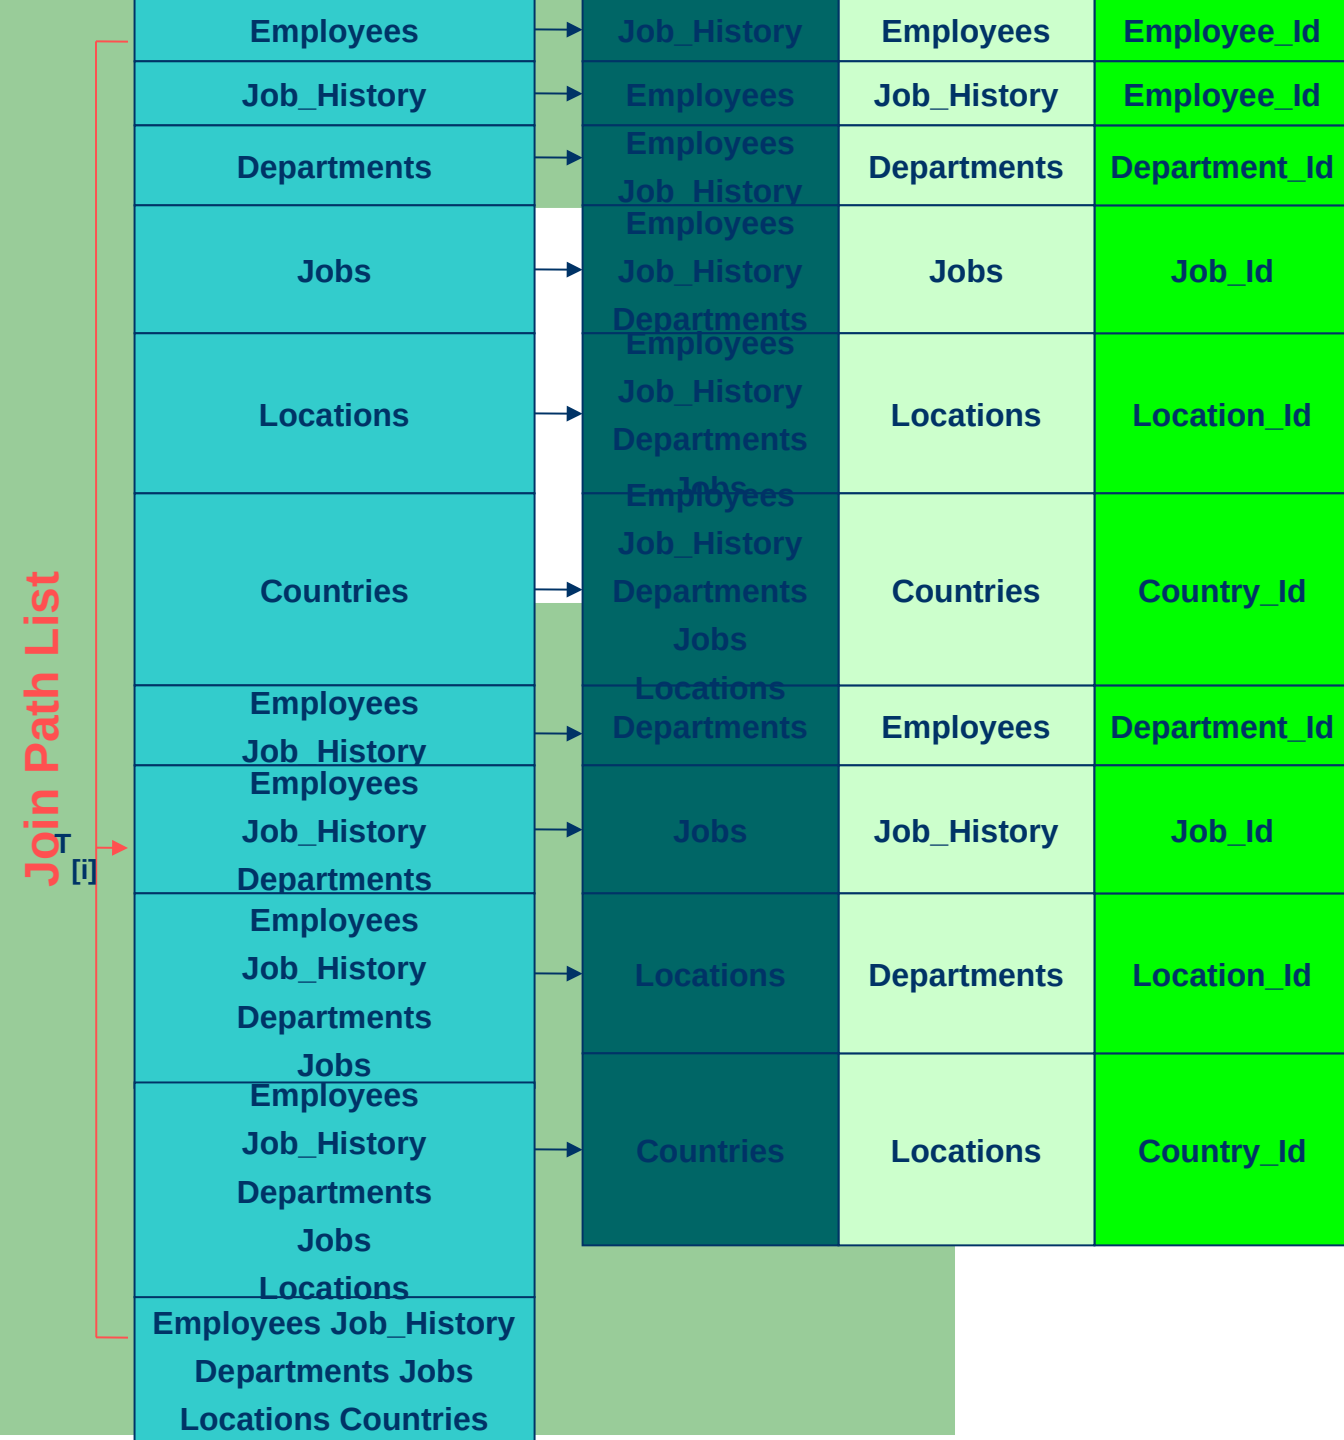 Join Path List
T
[i]
Employees
Job_History
Employees
Employee_Id
Job_History
Employees
Job_History
Employee_Id
Departments
Employees
Job_History
Departments
Department_Id
Jobs
Employees
Job_History
Departments
Jobs
Job_Id
Locations
Employees
Job_History
Departments
Jobs
Locations
Location_Id
Countries
Employees
Job_History
Departments
Jobs
Locations
Countries
Country_Id
Employees
Job_History
Departments
Employees
Department_Id
Employees
Job_History
Departments
Jobs
Job_History
Job_Id
Employees
Job_History
Departments
Jobs
Locations
Departments
Location_Id
Employees
Job_History
Departments
Jobs
Locations
Countries
Locations
Country_Id
Employees Job_History
Departments Jobs
Locations Countries